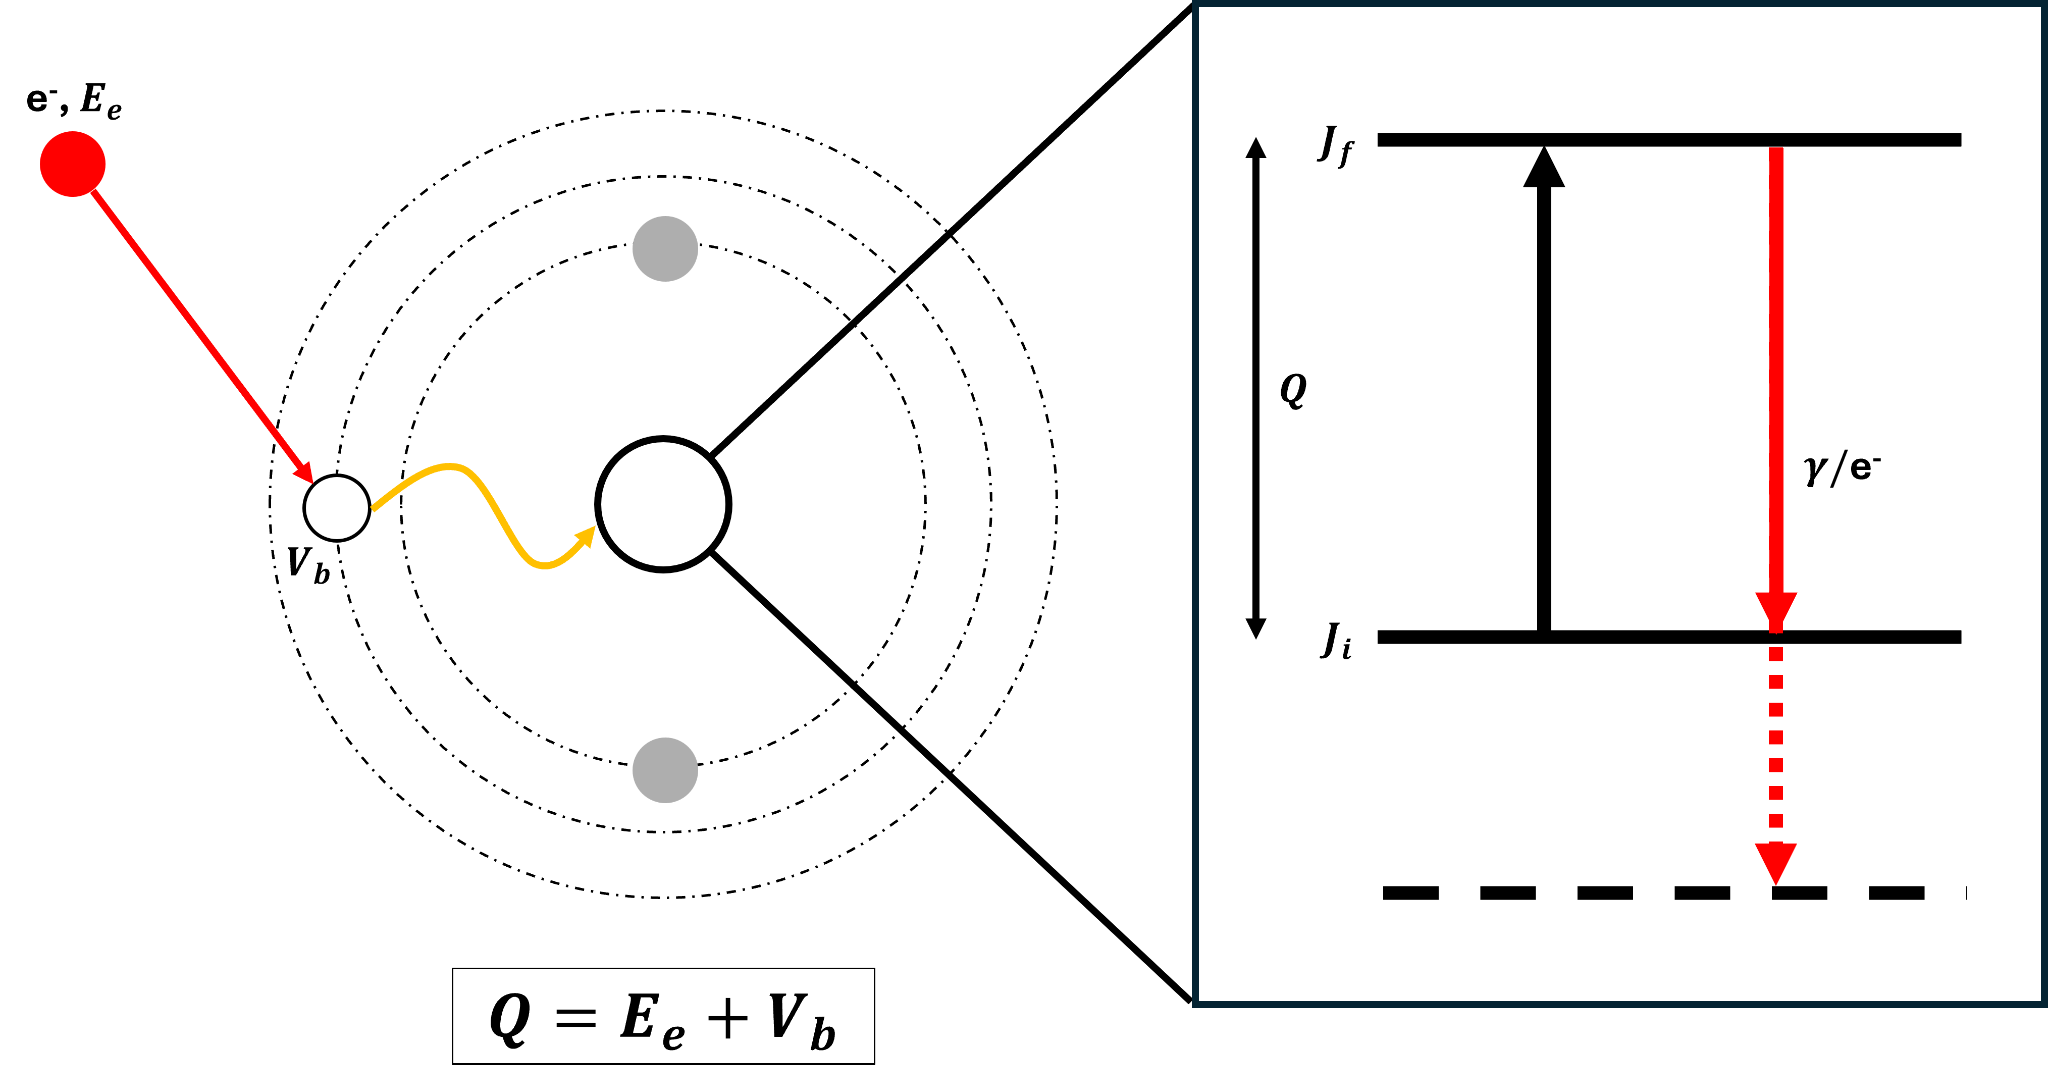 e⁻, Eₑ
J_f
Q
γ/e⁻
V_b
J_i
Q = Eₑ + V_b